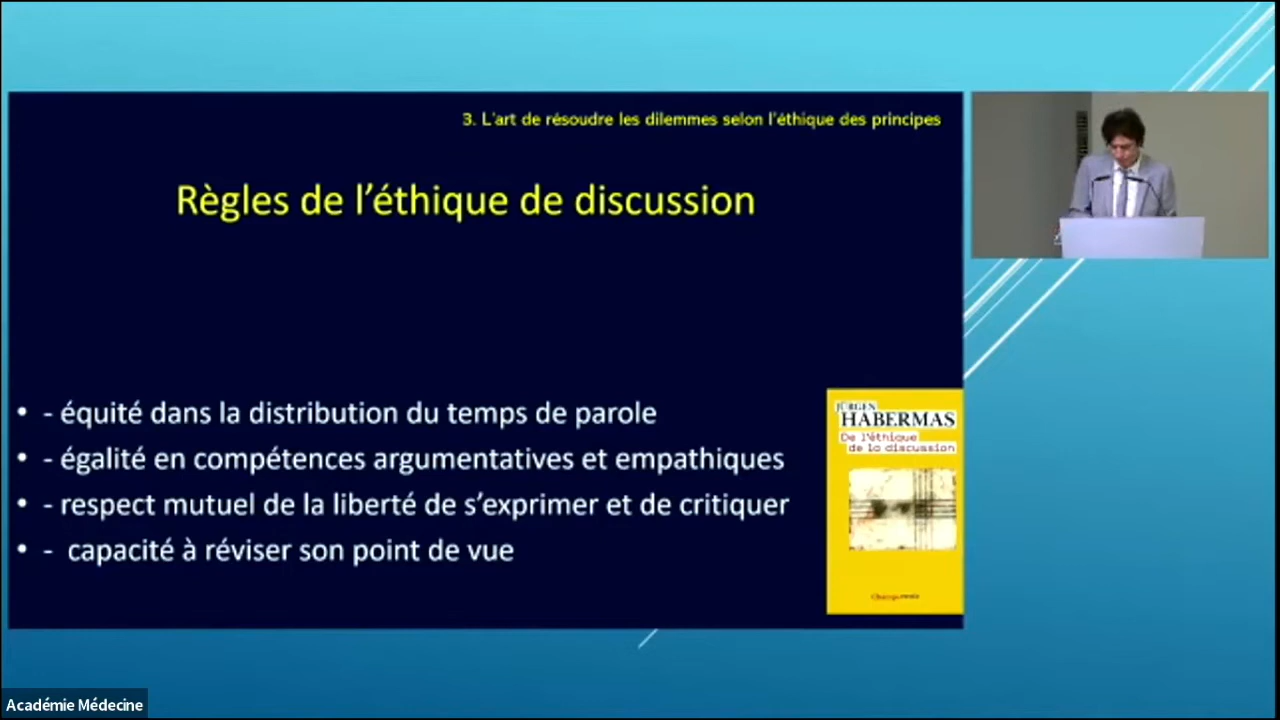 3. L'art de résoudre les dilemmes selon l'éthique des principes
Règles de l'éthique de discussion
• - équité dans la distribution du temps de parole
• - égalité en compétences argumentatives et empathiques
• - respect mutuel de la liberté de s'exprimer et de critiquer
• - capacité à réviser son point de vue
JÜRGEN
HABERMAS
De l'éthique
de la discussion
Académie Médecine